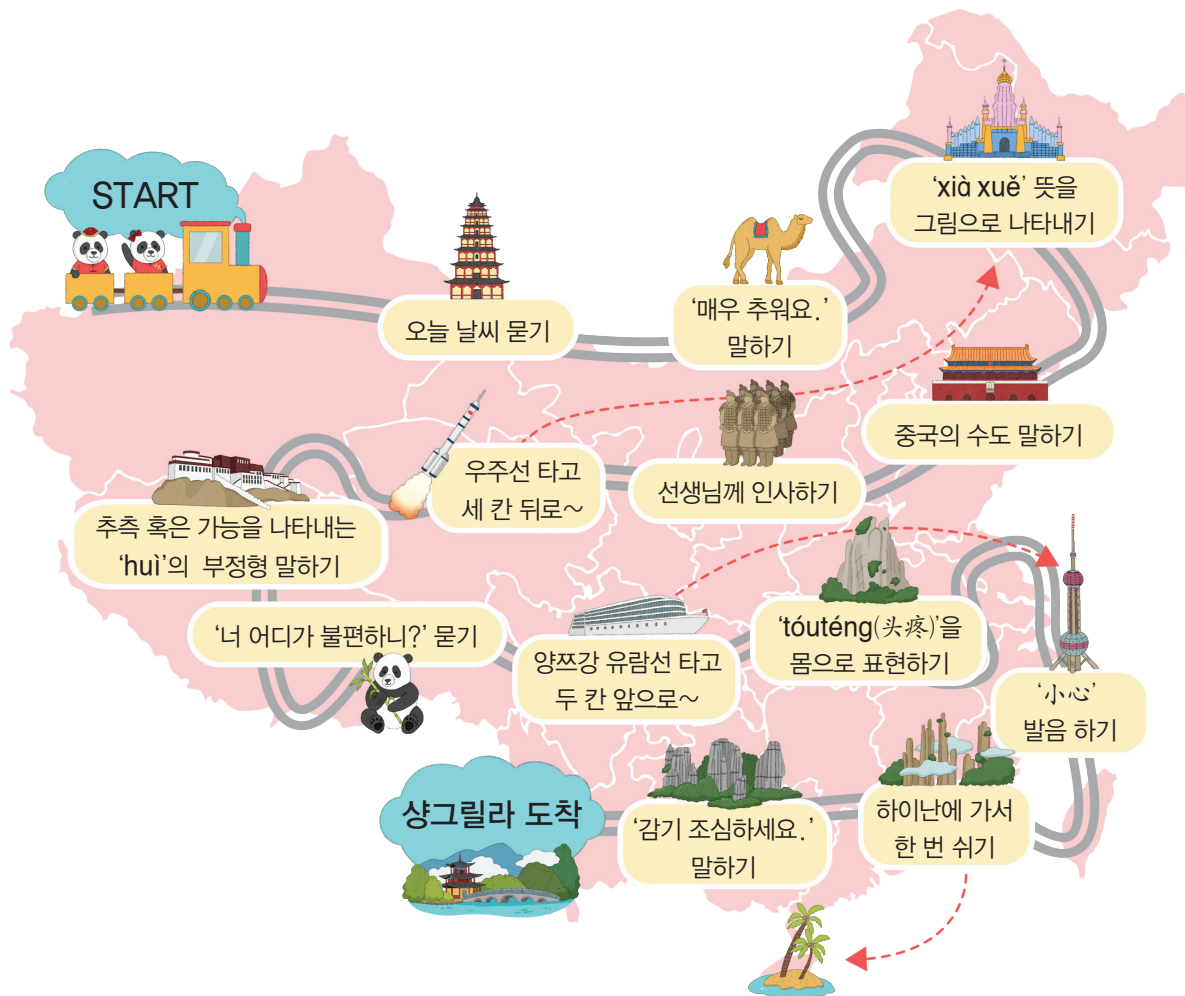 START
오늘 날씨 묻기
'매우 추워요.'
말하기
'xià xuě' 뜻을
그림으로 나타내기
중국의 수도 말하기
선생님께 인사하기
우주선 타고
세 칸 뒤로~
추측 혹은 가능을 나타내는
'huì'의 부정형 말하기
'너 어디가 불편하니?' 묻기
양쯔강 유람선 타고
두 칸 앞으로~
'tóuténg(头疼)'을
몸으로 표현하기
'小心'
발음 하기
하이난에 가서
한 번 쉬기
'감기 조심하세요.'
말하기
샹그릴라 도착